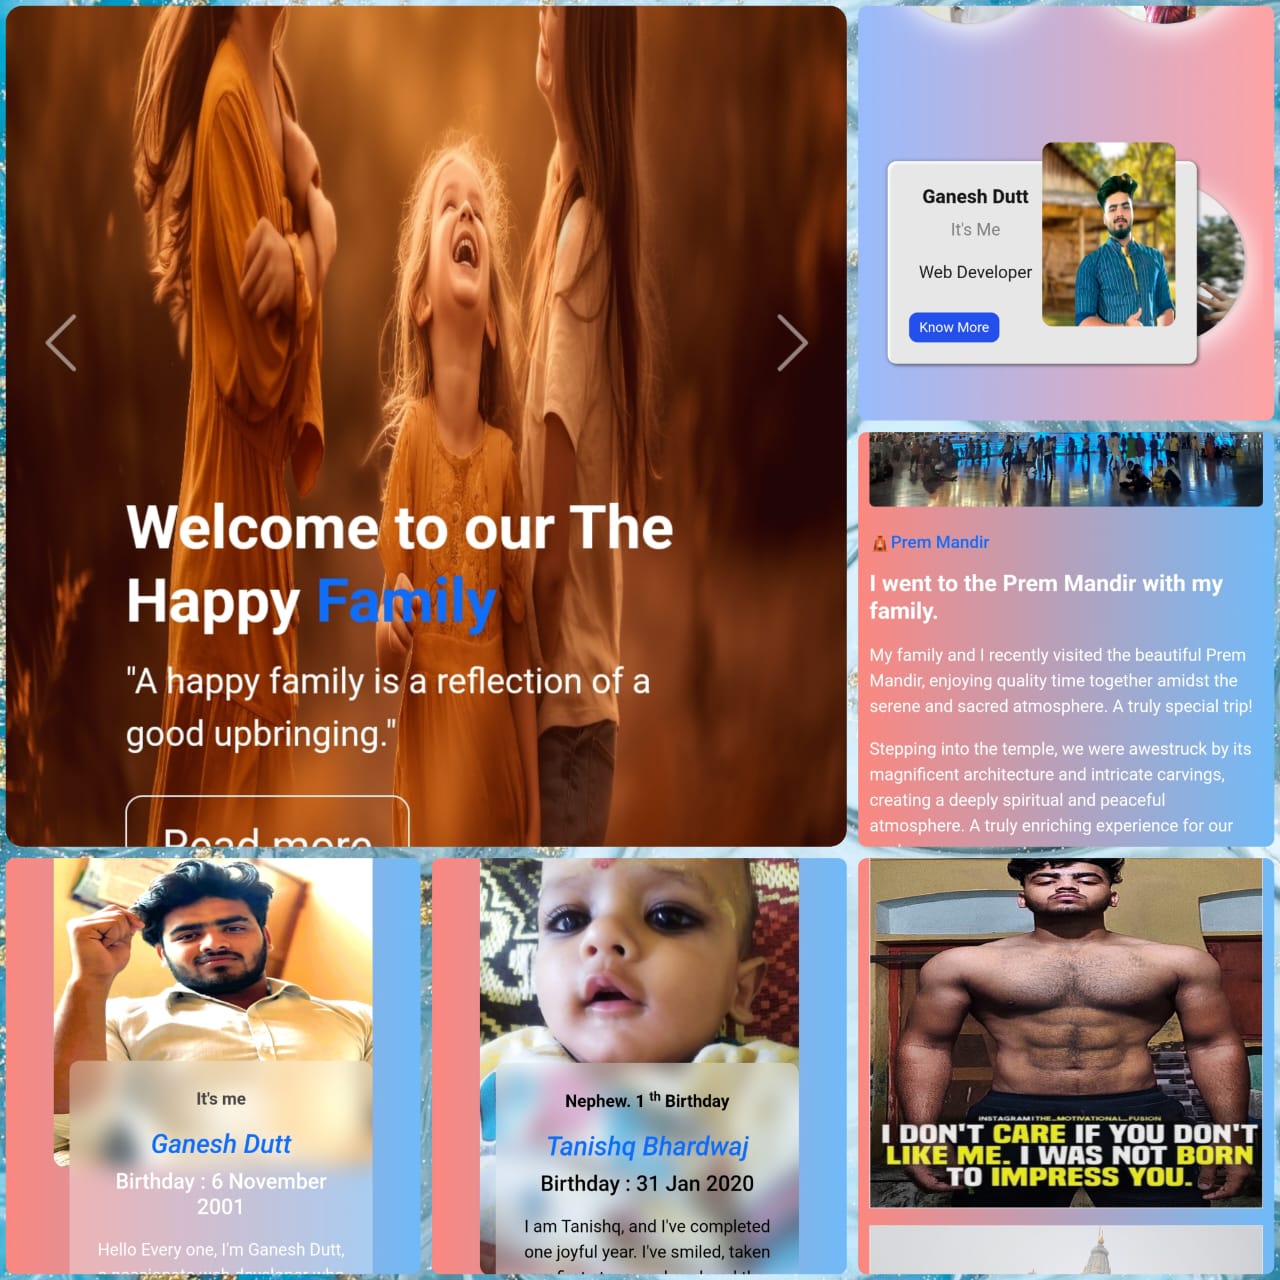 Welcome to our The
Happy Family
"A happy family is a reflection of a
good upbringing."
Read more
Ganesh Dutt
It's Me
Web Developer
Know More
Prem Mandir
I went to the Prem Mandir with my
family.
My family and I recently visited the beautiful Prem
Mandir, enjoying quality time together amidst the
serene and sacred atmosphere. A truly special trip!
Stepping into the temple, we were awestruck by its
magnificent architecture and intricate carvings,
creating a deeply spiritual and peaceful
atmosphere. A truly enriching experience for our
It's me
Ganesh Dutt
Birthday : 6 November
2001
Hello Every one, I'm Ganesh Dutt,
a passionate web developer who
Nephew. 1 th Birthday
Tanishq Bhardwaj
Birthday : 31 Jan 2020
I am Tanishq, and I've completed
one joyful year. I've smiled, taken
INSTAGRAM:THE_MOTIVATIONAL_FUSION
I DON'T CARE IF YOU DON'T
LIKE ME. I WAS NOT BORN
TO IMPRESS YOU.